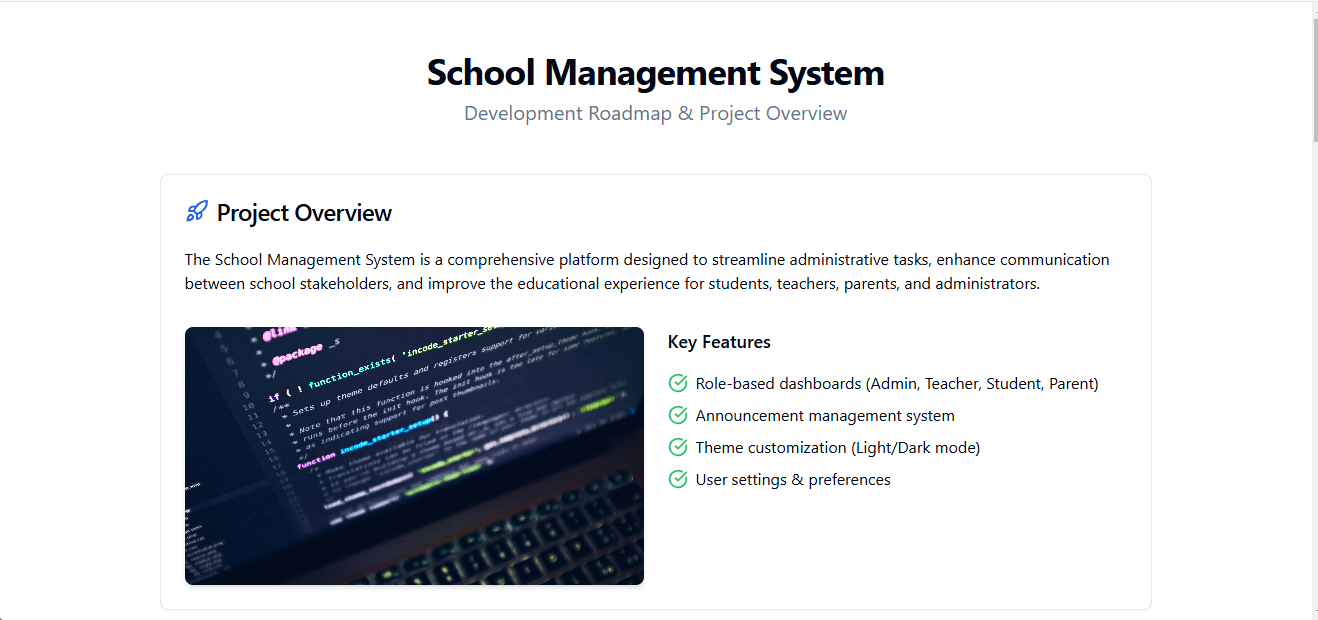 School Management System
Development Roadmap & Project Overview
Project Overview
The School Management System is a comprehensive platform designed to streamline administrative tasks, enhance communication
between school stakeholders, and improve the educational experience for students, teachers, parents, and administrators.
@link
* @package _s
*/
if ( ! function_exists( 'incode_starter_se
/**
* Sets up theme defaults and registers support for
*
* Note that this function is hooked into the after_setup_theme hook,
* runs before the init hook. The init hook is too late for some features,
* as indicating support for post thumbnails.
*/
function incode_starter_setup() {
Key Features
Role-based dashboards (Admin, Teacher, Student, Parent)
Announcement management system
Theme customization (Light/Dark mode)
User settings & preferences